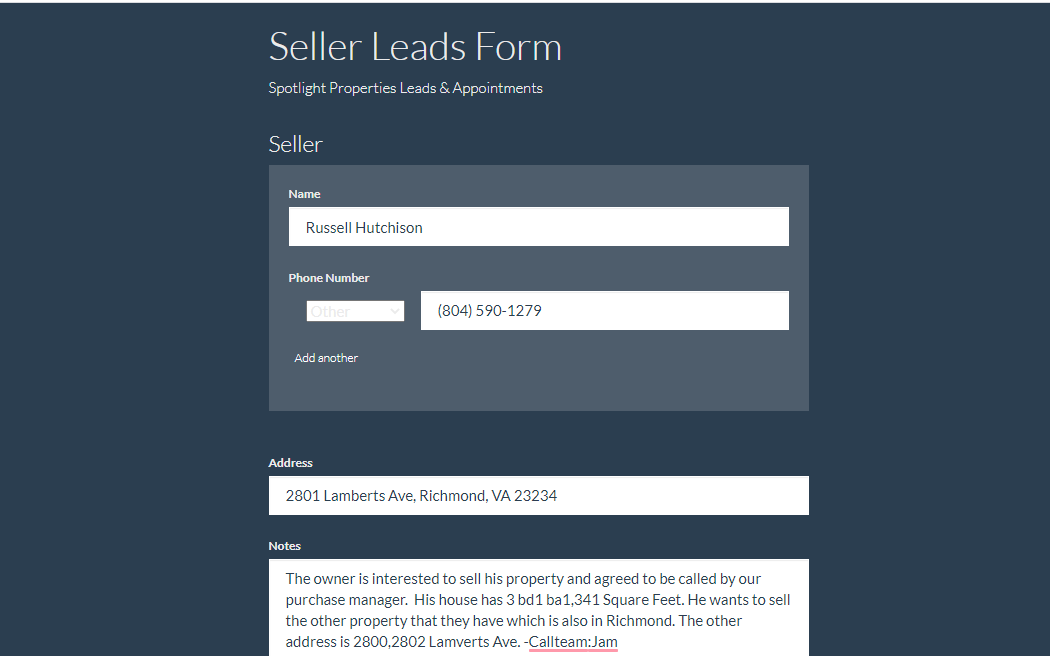 Seller Leads Form
Spotlight Properties Leads & Appointments
Seller
Name
Russell Hutchison
Phone Number
Other
(804) 590-1279
Add another
Address
2801 Lamberts Ave, Richmond, VA 23234
Notes
The owner is interested to sell his property and agreed to be called by our
purchase manager.  His house has 3 bd1 ba1,341 Square Feet. He wants to sell
the other property that they have which is also in Richmond. The other
address is 2800,2802 Lamverts Ave. -Callteam:Jam